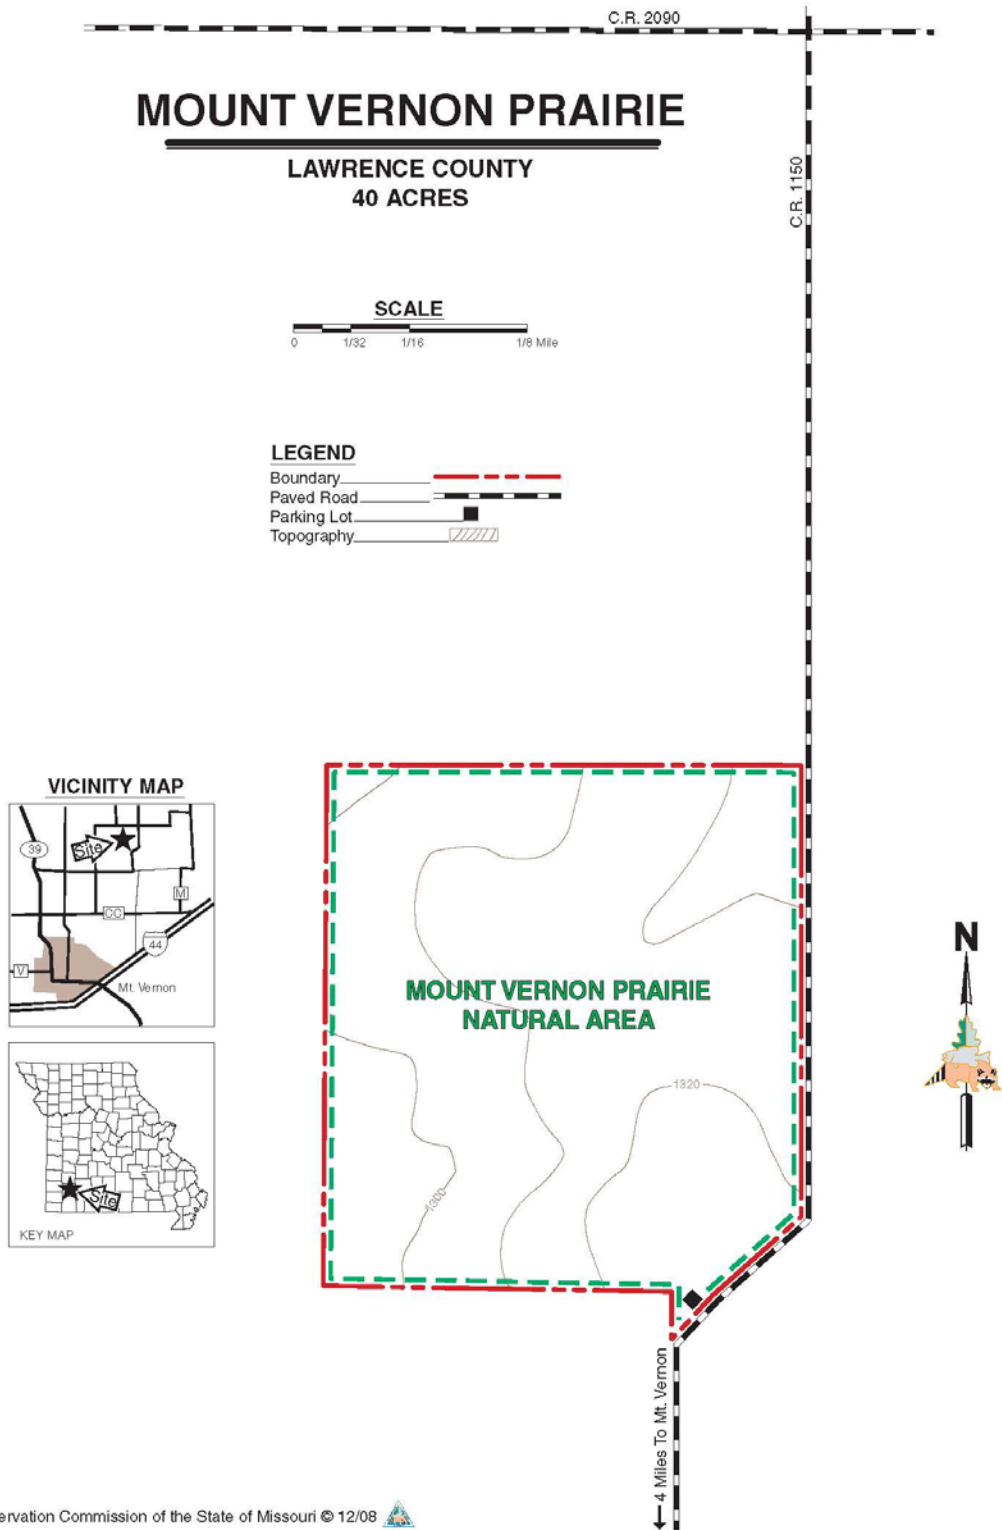 C.R. 2090
MOUNT VERNON PRAIRIE
LAWRENCE COUNTY
40 ACRES
C.R. 1150
SCALE
0 1/32 1/16 1/8 Mile
LEGEND
Boundary
Paved Road
Parking Lot
Topography
VICINITY MAP
39
Site
M
CC
44
V
Mt. Vernon
Site
KEY MAP
MOUNT VERNON PRAIRIE
NATURAL AREA
1320
1300
N
4 Miles To Mt. Vernon
ervation Commission of the State of Missouri © 12/08